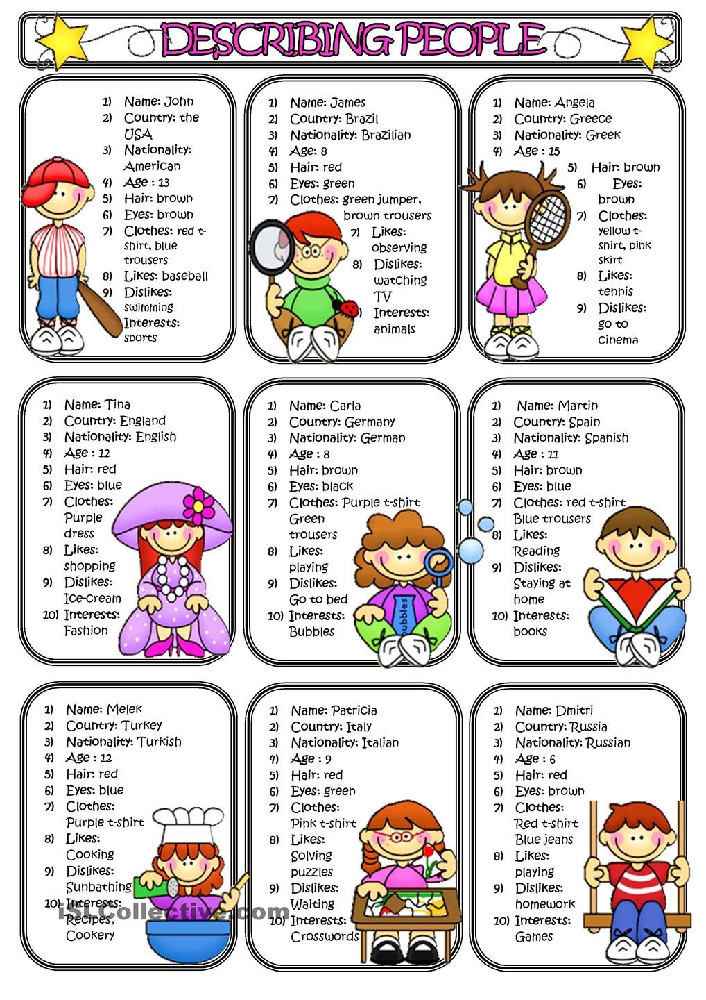 DESCRIBING PEOPLE
1) Name: John
2) Country: the
USA
3) Nationality:
American
4) Age : 13
5) Hair: brown
6) Eyes: brown
7) Clothes: red t-
shirt, blue
trousers
8) Likes: baseball
9) Dislikes:
swimming
Interests:
sports
1) Name: James
2) Country: Brazil
3) Nationality: Brazilian
4) Age: 8
5) Hair: red
6) Eyes: green
7) Clothes: green jumper,
brown trousers
7) Likes:
observing
8) Dislikes:
watching
TV
) Interests:
animals
1) Name: Angela
2) Country: Greece
3) Nationality: Greek
4) Age : 15
5) Hair: brown
6) Eyes:
brown
7) Clothes:
yellow t-
shirt, pink
skirt
8) Likes:
tennis
9) Dislikes:
go to
cinema
1) Name: Tina
2) Country: England
3) Nationality: English
4) Age : 12
5) Hair: red
6) Eyes: blue
7) Clothes:
Purple
dress
8) Likes:
shopping
9) Dislikes:
Ice-cream
10) Interests:
Fashion
1) Name: Carla
2) Country: Germany
3) Nationality: German
4) Age : 8
5) Hair: brown
6) Eyes: black
7) Clothes: Purple t-shirt
Green
trousers
8) Likes:
playing
9) Dislikes:
Go to bed
10) Interests:
Bubbles
bubbles
1) Name: Martin
2) Country: Spain
3) Nationality: Spanish
4) Age : 11
5) Hair: brown
6) Eyes: blue
7) Clothes: red t-shirt
Blue trousers
8) Likes:
Reading
9) Dislikes:
Staying at
home
10) Interests:
books
1) Name: Melek
2) Country: Turkey
3) Nationality: Turkish
4) Age : 12
5) Hair: red
6) Eyes: blue
7) Clothes:
Purple t-shirt
8) Likes:
Cooking
9) Dislikes:
Sunbathing
10) Interests:
Recipes,
Cookery
iSLCollective.com
1) Name: Patricia
2) Country: Italy
3) Nationality: Italian
4) Age : 9
5) Hair: red
6) Eyes: green
7) Clothes:
Pink t-shirt
8) Likes:
Solving
puzzles
9) Dislikes:
Waiting
10) Interests:
Crosswords
1) Name: Dmitri
2) Country: Russia
3) Nationality: Russian
4) Age : 6
5) Hair: red
6) Eyes: brown
7) Clothes:
Red t-shirt
Blue jeans
8) Likes:
playing
9) Dislikes:
homework
10) Interests:
Games